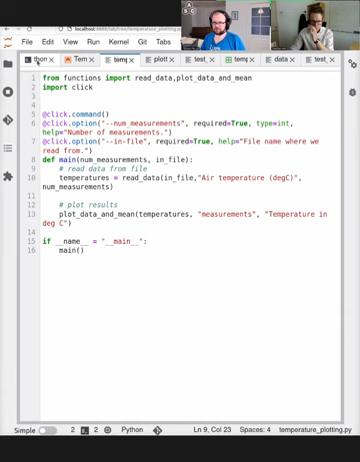 localhost:8888/lab/tree/temperature_plotting.py
File Edit View Run Kernel Git Tabs
Tem
temp
plott
test_
temp
data
test_
1 from functions import read_data,plot_data_and_mean
2 import click
3
4
5 @click.command()
6 @click.option("--num_measurements", required=True, type=int,
help="Number of measurements.")
7 @click.option("--in-file", required=True, help="File name where we
read from.")
8 def main(num_measurements, in_file):
9 # read data from file
10 temperatures = read_data(in_file,"Air temperature (degC)",
num_measurements)
11
12 # plot results
13 plot_data_and_mean(temperatures, "measurements", "Temperature in
deg C")
14
15 if __name__ = "__main__":
16 main()
Simple 2 2 Python Ln 9, Col 23 Spaces: 4 temperature_plotting.py